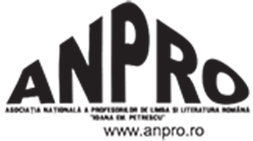 ANPRO
ASOCIAȚIA NAȚIONALĂ A PROFESORILOR DE LIMBA ȘI LITERATURA ROMÂNĂ
"IOANA EM. PETRESCU"
www.anpro.ro